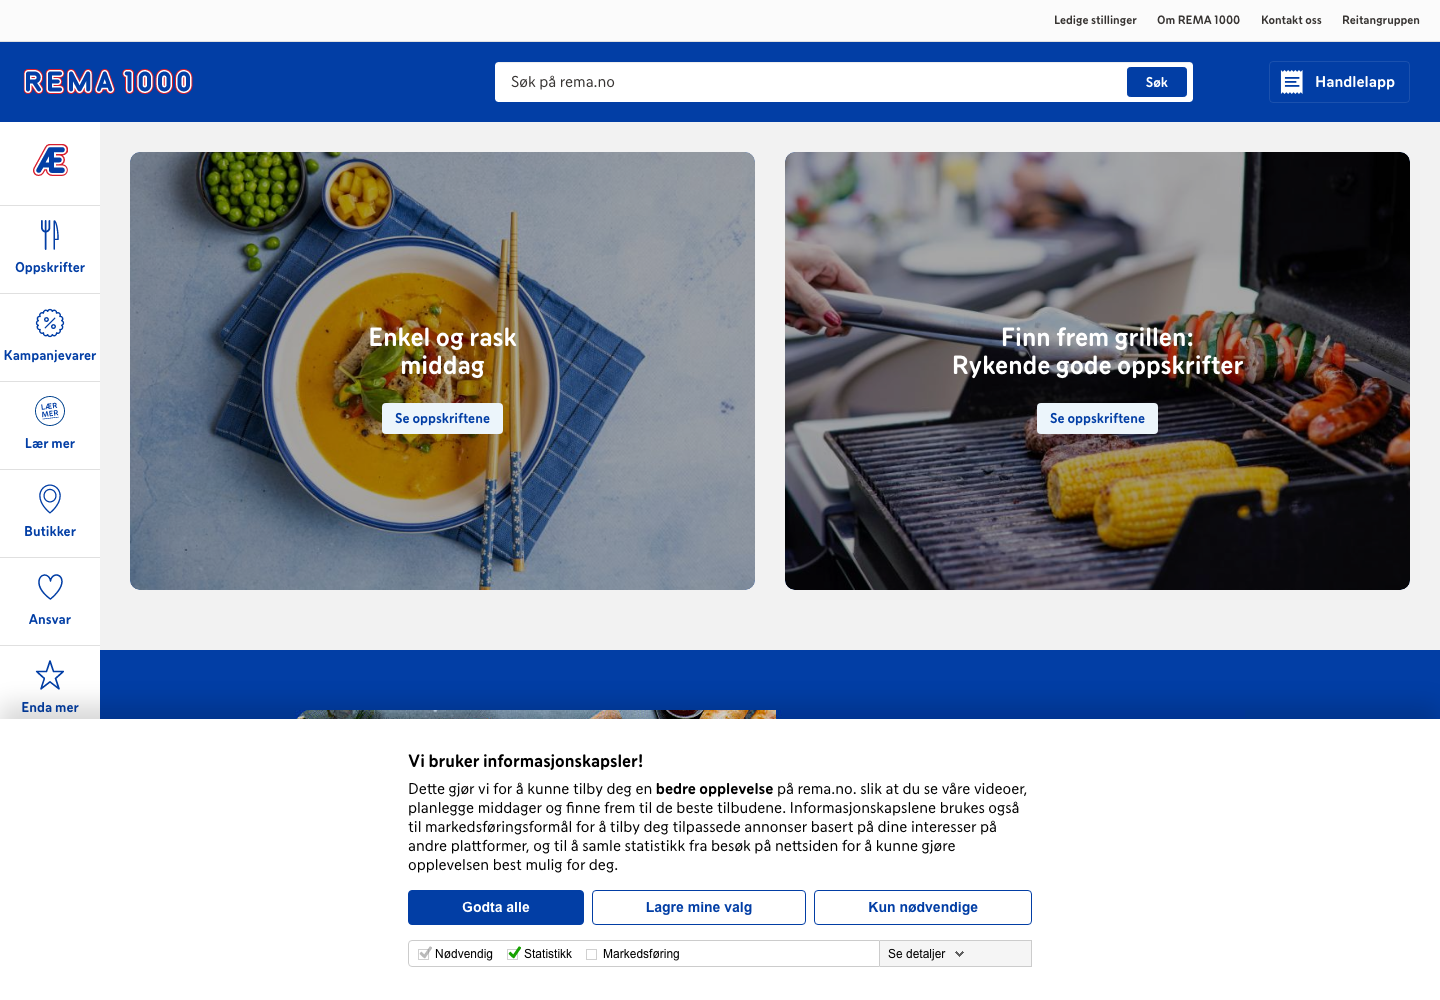 Ledige stillinger
Om REMA 1000
Kontakt oss
Reitangruppen
REMA 1000
Søk på rema.no
Søk
Handlelapp
Æ
Oppskrifter
Kampanjevarer
LÆR
MER
Lær mer
Butikker
Ansvar
Enda mer
Enkel og rask
middag
Se oppskriftene
Finn frem grillen:
Rykende gode oppskrifter
Se oppskriftene
Vi bruker informasjonskapsler!
Dette gjør vi for å kunne tilby deg en bedre opplevelse på rema.no. slik at du se våre videoer,
planlegge middager og finne frem til de beste tilbudene. Informasjonskapslene brukes også
til markedsføringsformål for å tilby deg tilpassede annonser basert på dine interesser på
andre plattformer, og til å samle statistikk fra besøk på nettsiden for å kunne gjøre
opplevelsen best mulig for deg.
Godta alle
Lagre mine valg
Kun nødvendige
Nødvendig
Statistikk
Markedsføring
Se detaljer